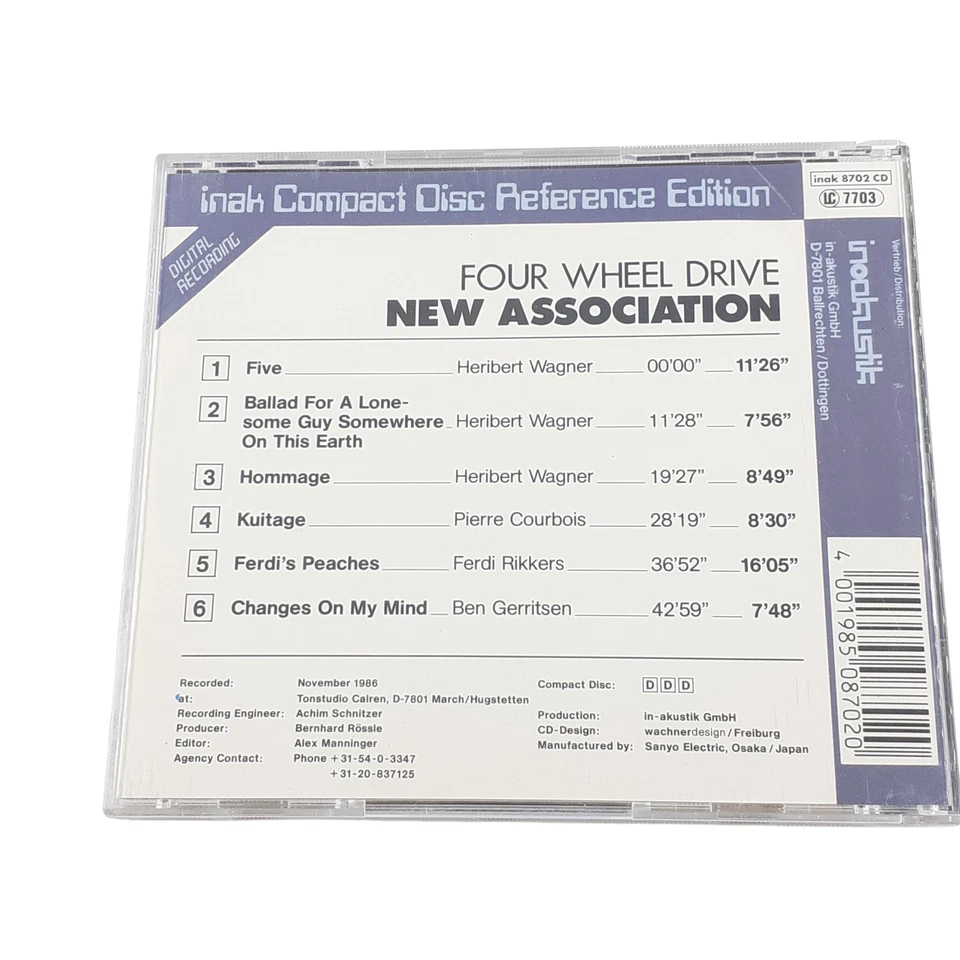 inak Compact Disc Reference Edition
inak 8702 CD
LC 7703
DIGITAL
RECORDING
FOUR WHEEL DRIVE
NEW ASSOCIATION
1 Five Heribert Wagner 00'00" 11'26"
2 Ballad For A Lone-
some Guy Somewhere Heribert Wagner 11'28" 7'56"
On This Earth
3 Hommage Heribert Wagner 19'27" 8'49"
4 Kuitage Pierre Courbois 28'19" 8'30"
5 Ferdi's Peaches Ferdi Rikkers 36'52" 16'05"
6 Changes On My Mind Ben Gerritsen 42'59" 7'48"
Recorded: November 1986
at: Tonstudio Calren, D-7801 March/Hugstetten
Recording Engineer: Achim Schnitzer
Producer: Bernhard Rössle
Editor: Alex Manninger
Agency Contact: Phone +31-54-0-3347
+31-20-837125
Compact Disc: D D D
Production: in-akustik GmbH
CD-Design: wachnerdesign/Freiburg
Manufactured by: Sanyo Electric, Osaka/Japan
Vertrieb/Distribution:
inakustik
in-akustik GmbH
D-7801 Ballrechten/Dottingen
4 001985 087020